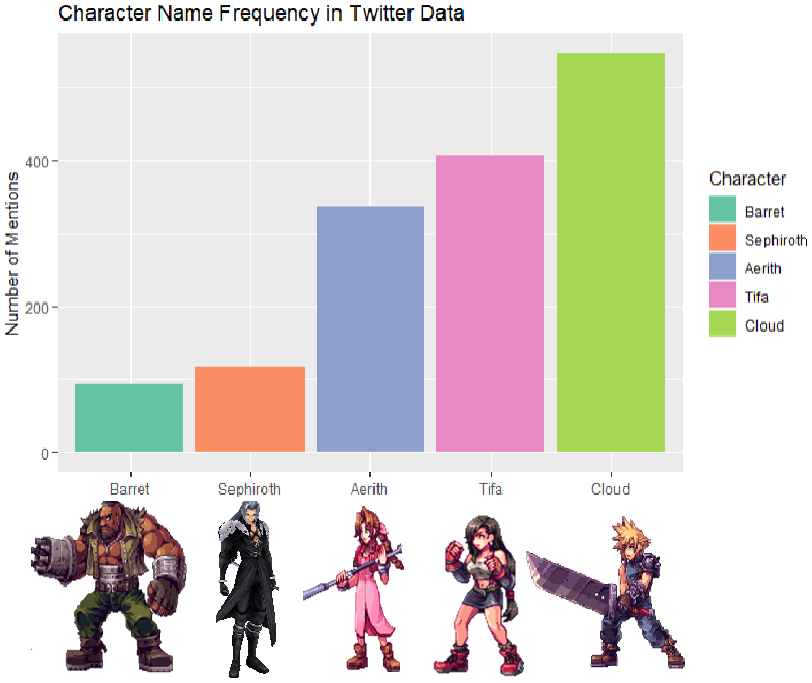 Character Name Frequency in Twitter Data
Number of Mentions
400
200
0
Barret Sephiroth Aerith Tifa Cloud
Character
Barret
Sephiroth
Aerith
Tifa
Cloud